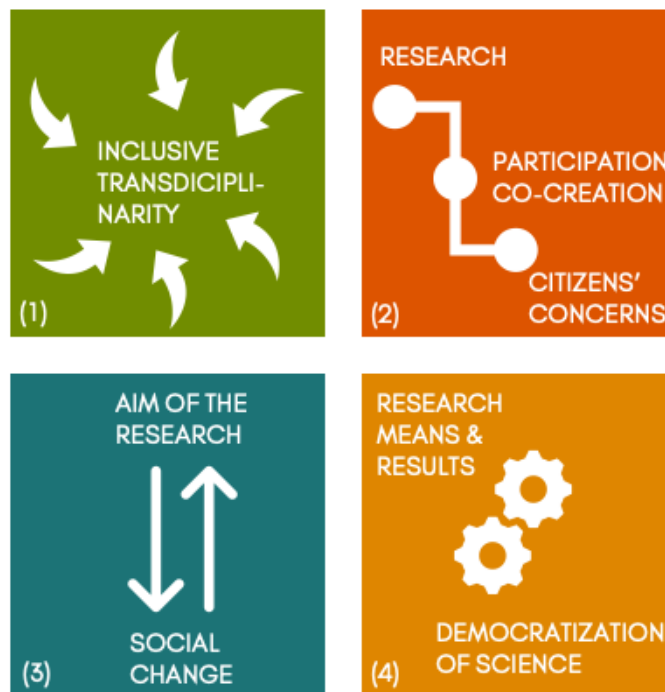 INCLUSIVE
TRANSDICIPLI-
NARITY
(1)
RESEARCH
PARTICIPATION
CO-CREATION
CITIZENS'
CONCERNS
(2)
AIM OF THE
RESEARCH
SOCIAL
CHANGE
(3)
RESEARCH
MEANS &
RESULTS
DEMOCRATIZATION
OF SCIENCE
(4)